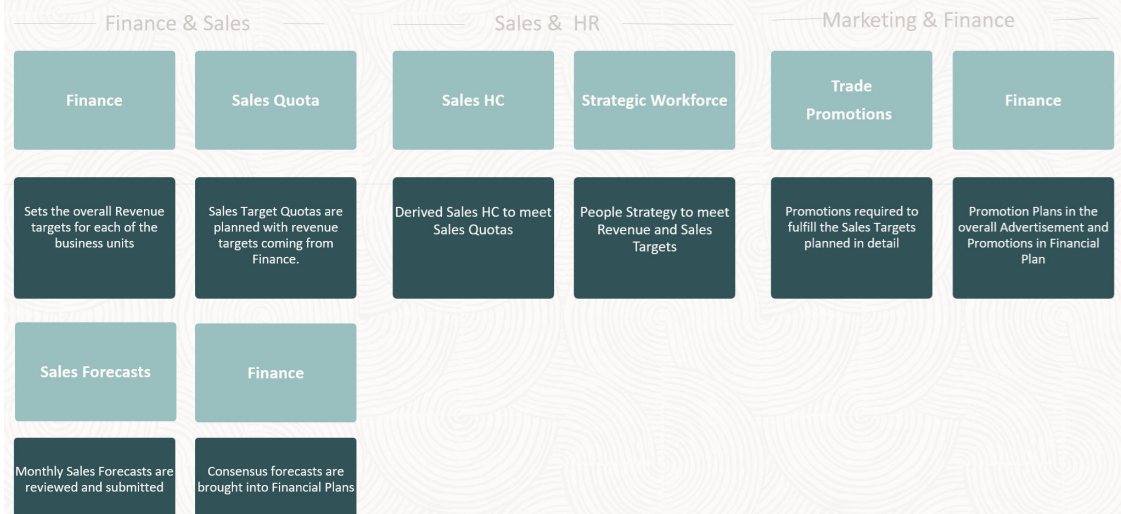 Finance & Sales
Sales & HR
Marketing & Finance
Finance
Sales Quota
Sales HC
Strategic Workforce
Trade
Promotions
Finance
Sets the overall Revenue
targets for each of the
business units
Sales Target Quotas are
planned with revenue
targets coming from
Finance.
Derived Sales HC to meet
Sales Quotas
People Strategy to meet
Revenue and Sales
Targets
Promotions required to
fulfill the Sales Targets
planned in detail
Promotion Plans in the
overall Advertisement and
Promotions in Financial
Plan
Sales Forecasts
Finance
Monthly Sales Forecasts are
reviewed and submitted
Consensus forecasts are
brought into Financial Plans